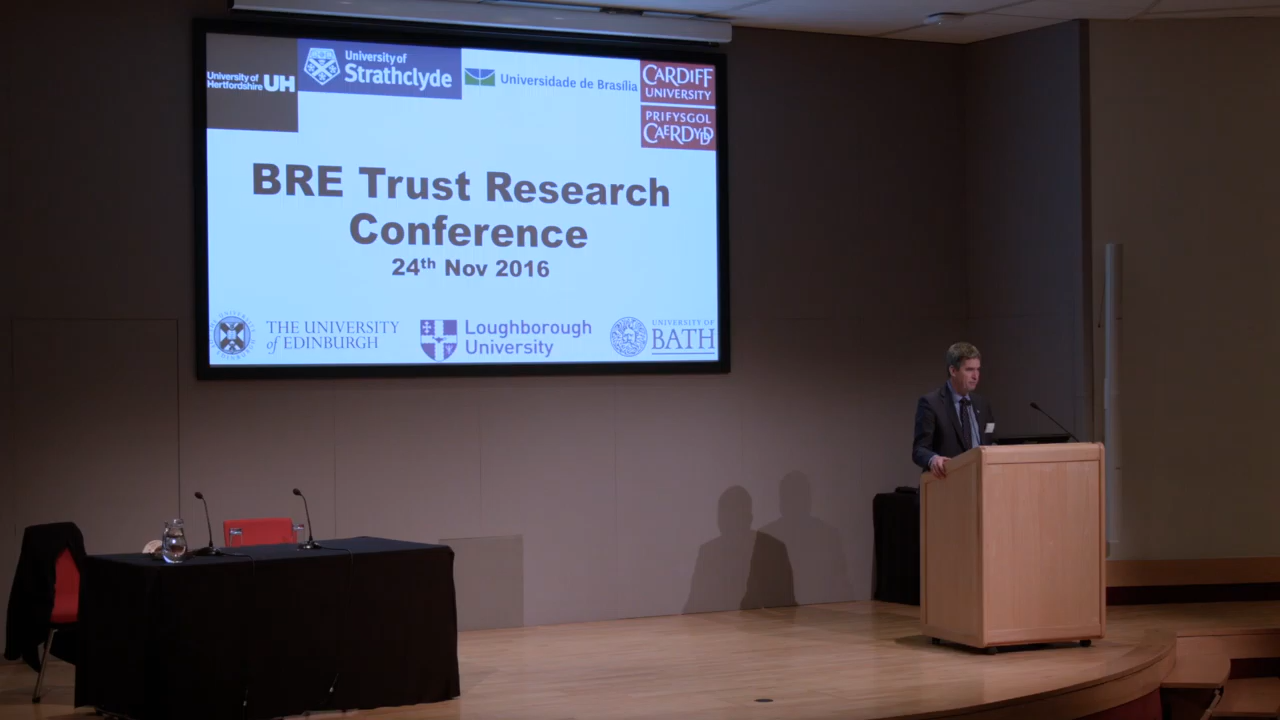 University of
Hertfordshire UH
University of
Strathclyde
Universidade de Brasília
CARDIFF
UNIVERSITY
PRIFYSGOL
CAERDYDD
BRE Trust Research
Conference
24th Nov 2016
THE UNIVERSITY
of EDINBURGH
Loughborough
University
UNIVERSITY OF
BATH